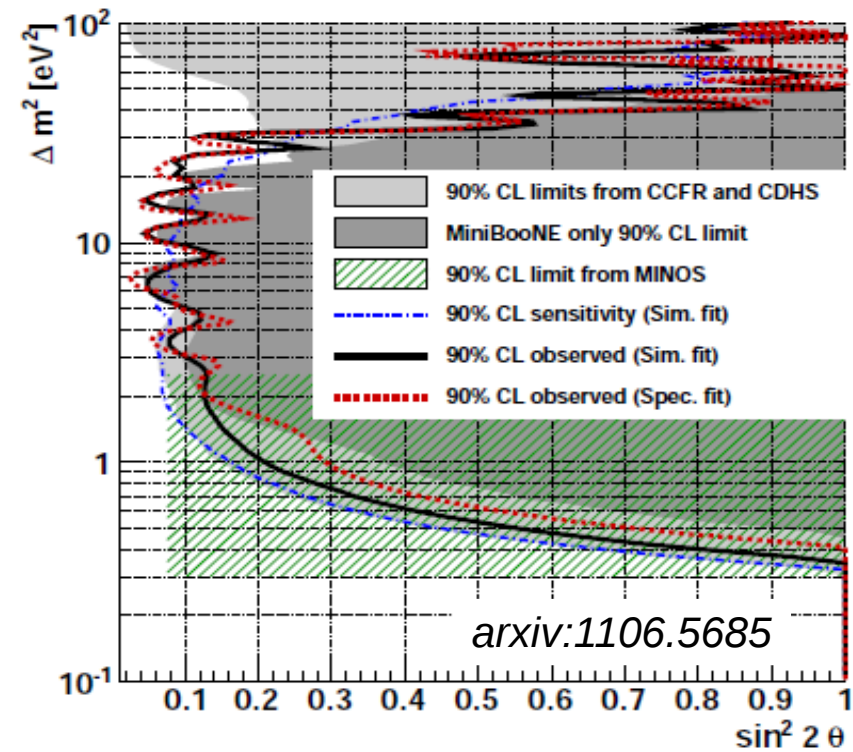 Δ m² [eV²]
10²
10
1
10⁻¹
90% CL limits from CCFR and CDHS
MiniBooNE only 90% CL limit
90% CL limit from MINOS
90% CL sensitivity (Sim. fit)
90% CL observed (Sim. fit)
90% CL observed (Spec. fit)
arxiv:1106.5685
0.1 0.2 0.3 0.4 0.5 0.6 0.7 0.8 0.9 1
sin² 2 θ